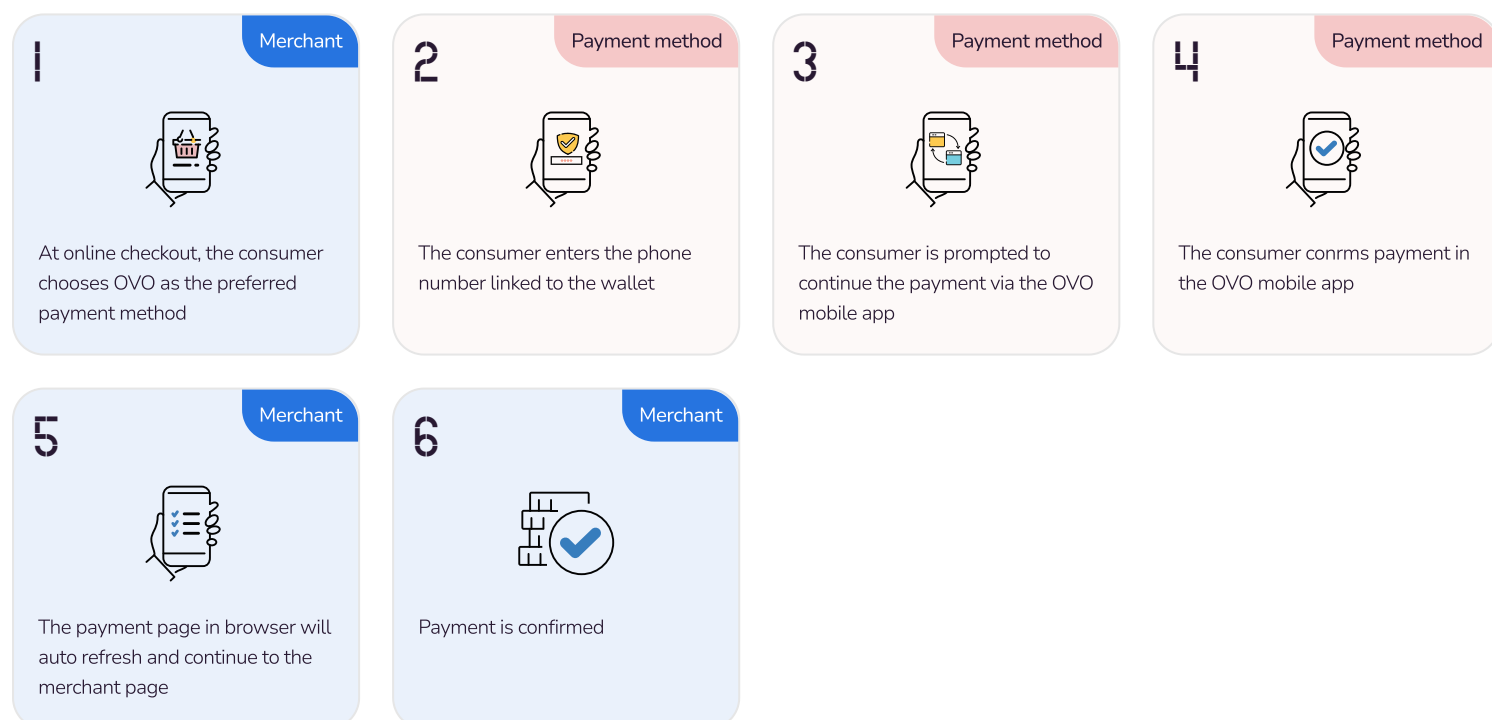 1
Merchant
At online checkout, the consumer
chooses OVO as the preferred
payment method
2
Payment method
The consumer enters the phone
number linked to the wallet
3
Payment method
The consumer is prompted to
continue the payment via the OVO
mobile app
4
Payment method
The consumer conrms payment in
the OVO mobile app
5
Merchant
The payment page in browser will
auto refresh and continue to the
merchant page
6
Merchant
Payment is confirmed